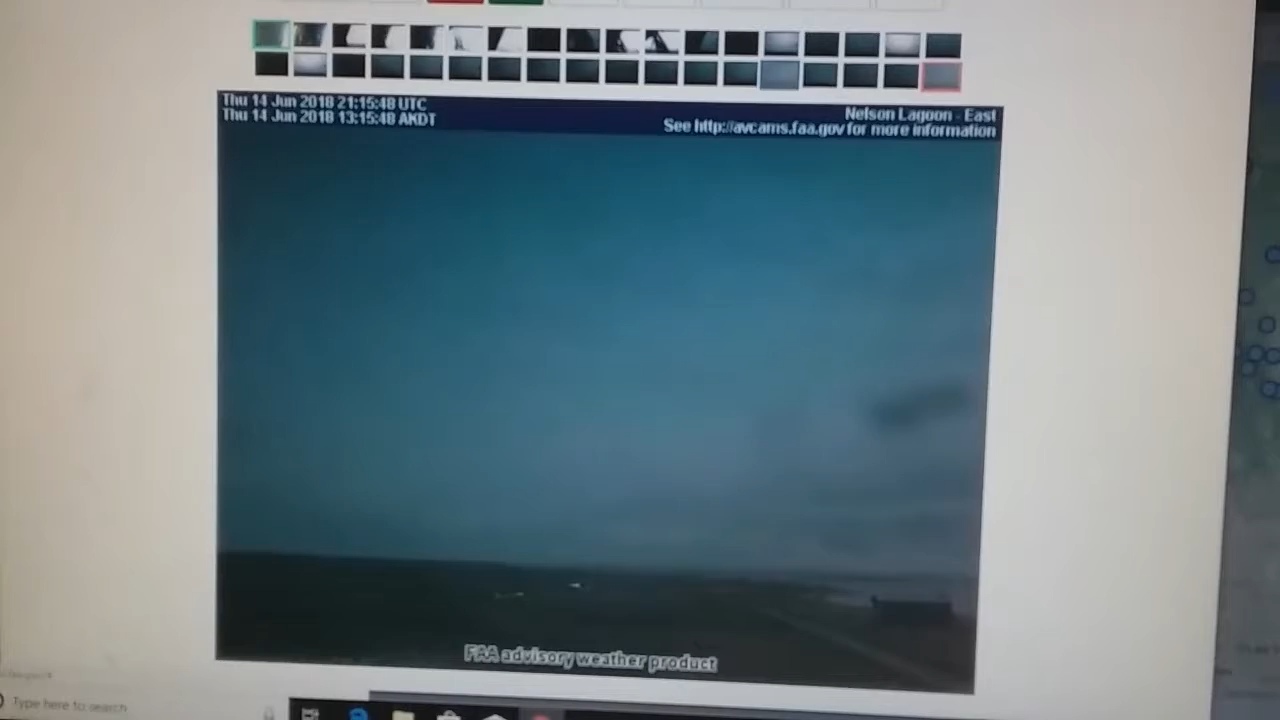 Thu 14 Jun 2018 21:15:48 UTC
Thu 14 Jun 2018 13:15:48 AKDT
Nelson Lagoon - East
See http://avcams.faa.gov for more information
FAA advisory weather product
Type here to search